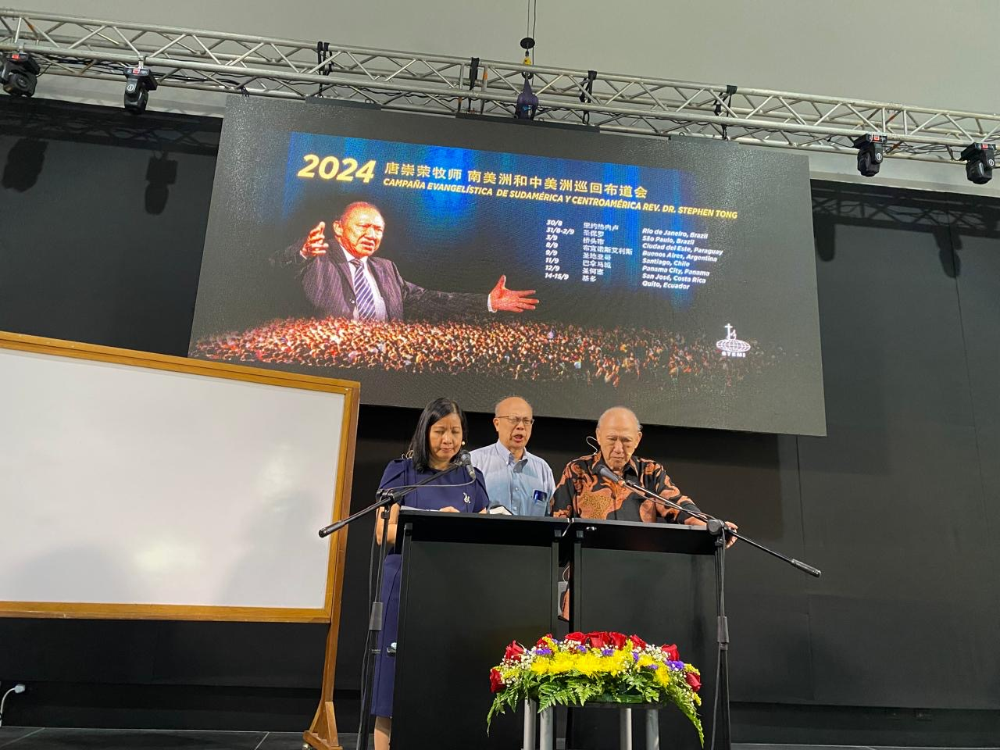 2024 唐崇荣牧师 南美洲和中美洲巡回布道会
CAMPAÑA EVANGELÍSTICA DE SUDAMÉRICA Y CENTROAMÉRICA REV. DR. STEPHEN TONG
30/8 里约热内卢 Rio de Janeiro, Brazil
31/8-2/9 圣保罗 São Paulo, Brazil
3/9 桥头市 Ciudad del Este, Paraguay
8/9 布宜诺斯艾利斯 Buenos Aires, Argentina
9/9 圣地亚哥 Santiago, Chile
11/9 巴拿马城 Panama City, Panama
12/9 圣何塞 San José, Costa Rica
14-15/9 基多 Quito, Ecuador
STEMI